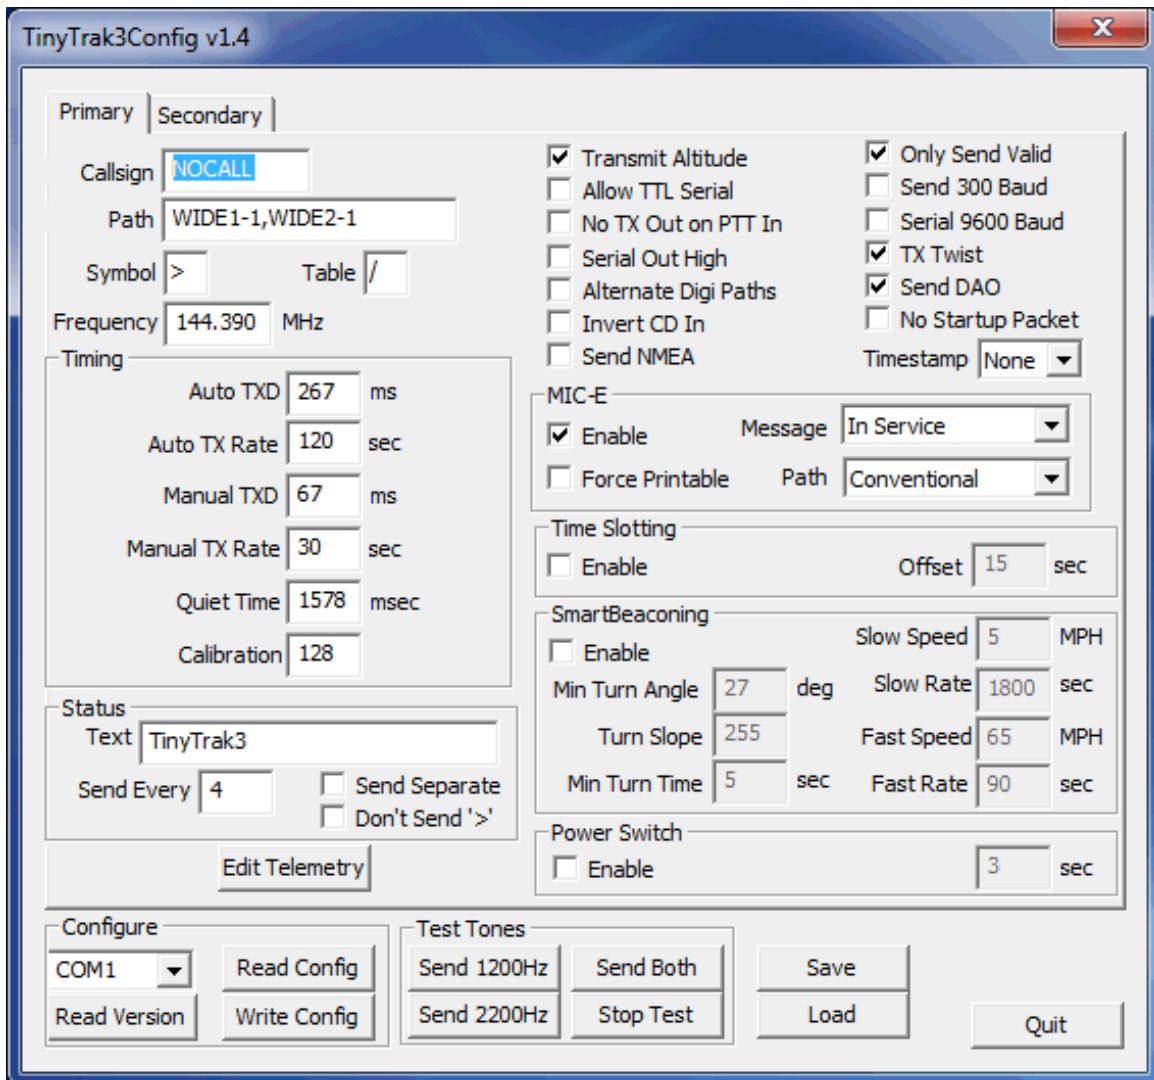 TinyTrak3Config v1.4
Primary
Secondary
Callsign NOCALL
Path WIDE1-1,WIDE2-1
Symbol > Table /
Frequency 144.390 MHz
Timing
Auto TXD 267 ms
Auto TX Rate 120 sec
Manual TXD 67 ms
Manual TX Rate 30 sec
Quiet Time 1578 msec
Calibration 128
Status
Text TinyTrak3
Send Every 4
Send Separate
Don't Send '>'
Edit Telemetry
Transmit Altitude
Allow TTL Serial
No TX Out on PTT In
Serial Out High
Alternate Digi Paths
Invert CD In
Send NMEA
Only Send Valid
Send 300 Baud
Serial 9600 Baud
TX Twist
Send DAO
No Startup Packet
Timestamp None
MIC-E
Enable Message In Service
Force Printable Path Conventional
Time Slotting
Enable Offset 15 sec
SmartBeaconing
Enable
Min Turn Angle 27 deg
Turn Slope 255
Min Turn Time 5 sec
Slow Speed 5 MPH
Slow Rate 1800 sec
Fast Speed 65 MPH
Fast Rate 90 sec
Power Switch
Enable 3 sec
Configure
COM1 Read Config
Read Version Write Config
Test Tones
Send 1200Hz Send Both
Send 2200Hz Stop Test
Save
Load
Quit